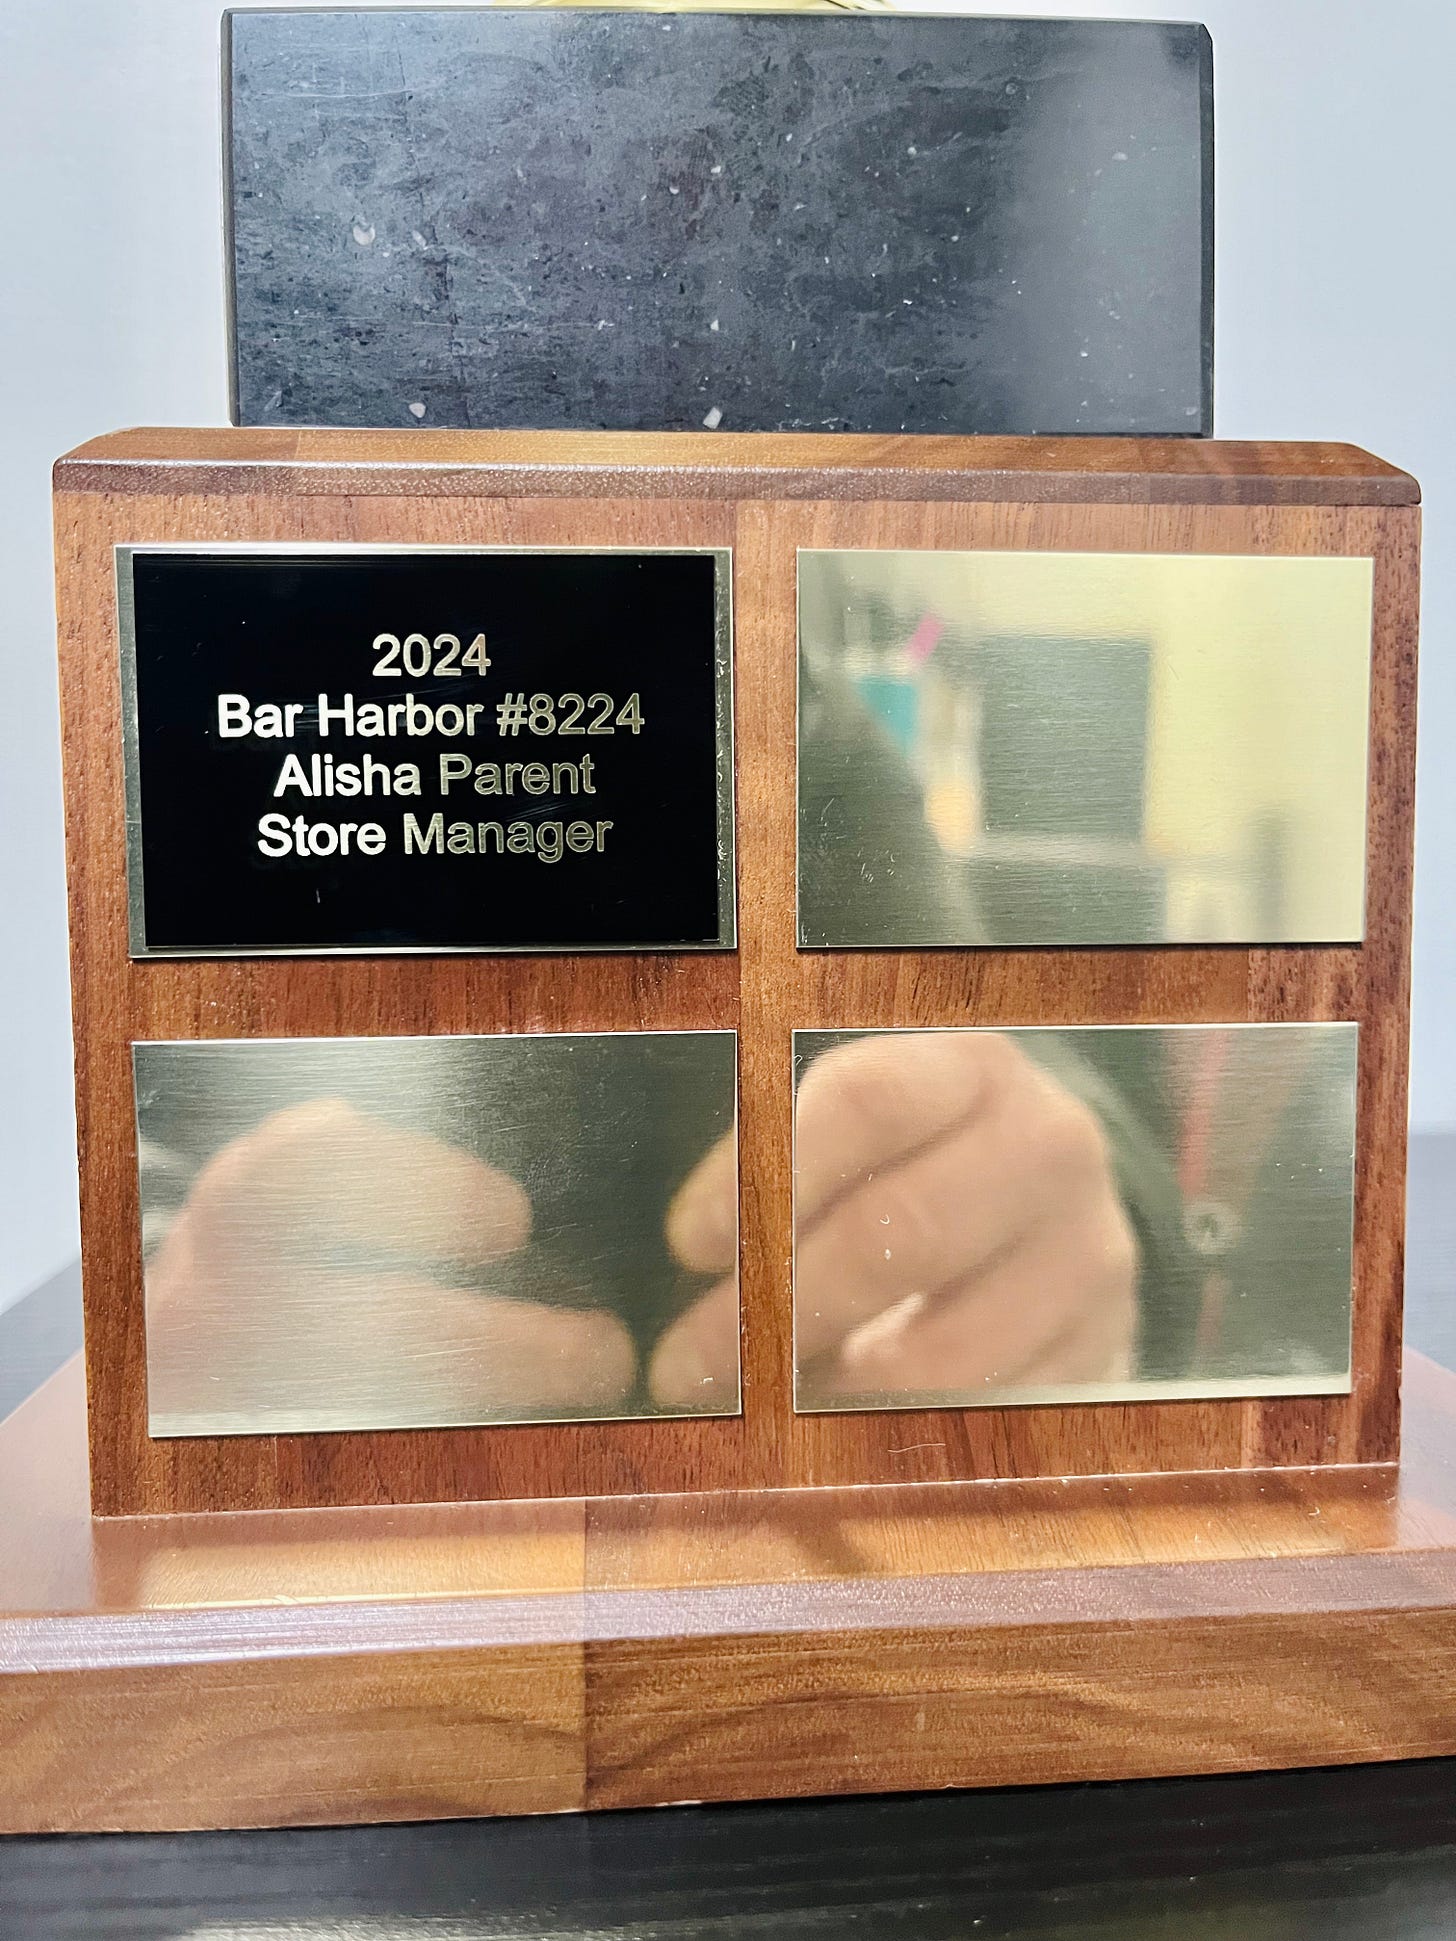 2024
Bar Harbor #8224
Alisha Parent
Store Manager